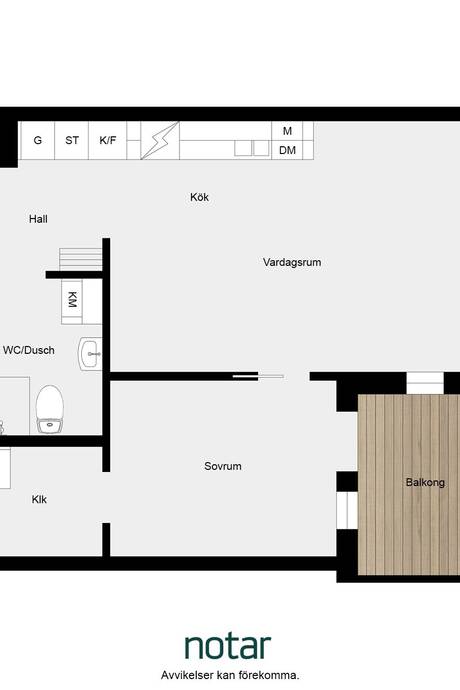 G ST K/F M
DM
Kök
Hall
Vardagsrum
KM
WC/Dusch
Sovrum
Balkong
Klk
notar
Avvikelser kan förekomma.